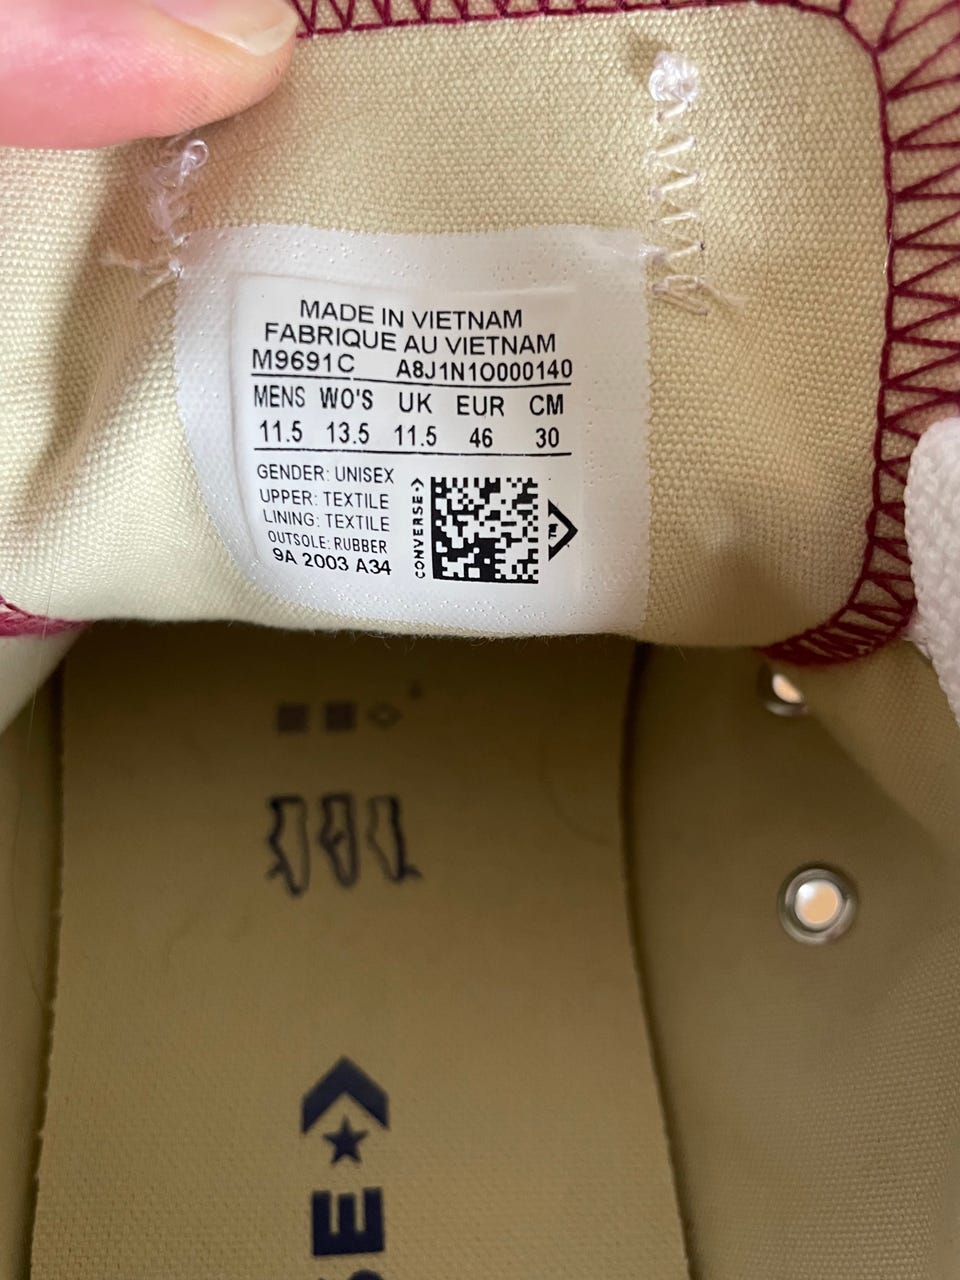 MADE IN VIETNAM
FABRIQUE AU VIETNAM
M9691C A8J1N1O000140
MENS WO'S UK EUR CM
11.5 13.5 11.5 46 30
GENDER: UNISEX
UPPER: TEXTILE
LINING: TEXTILE
OUTSOLE: RUBBER
9A 2003 A34
CONVERSE
SE